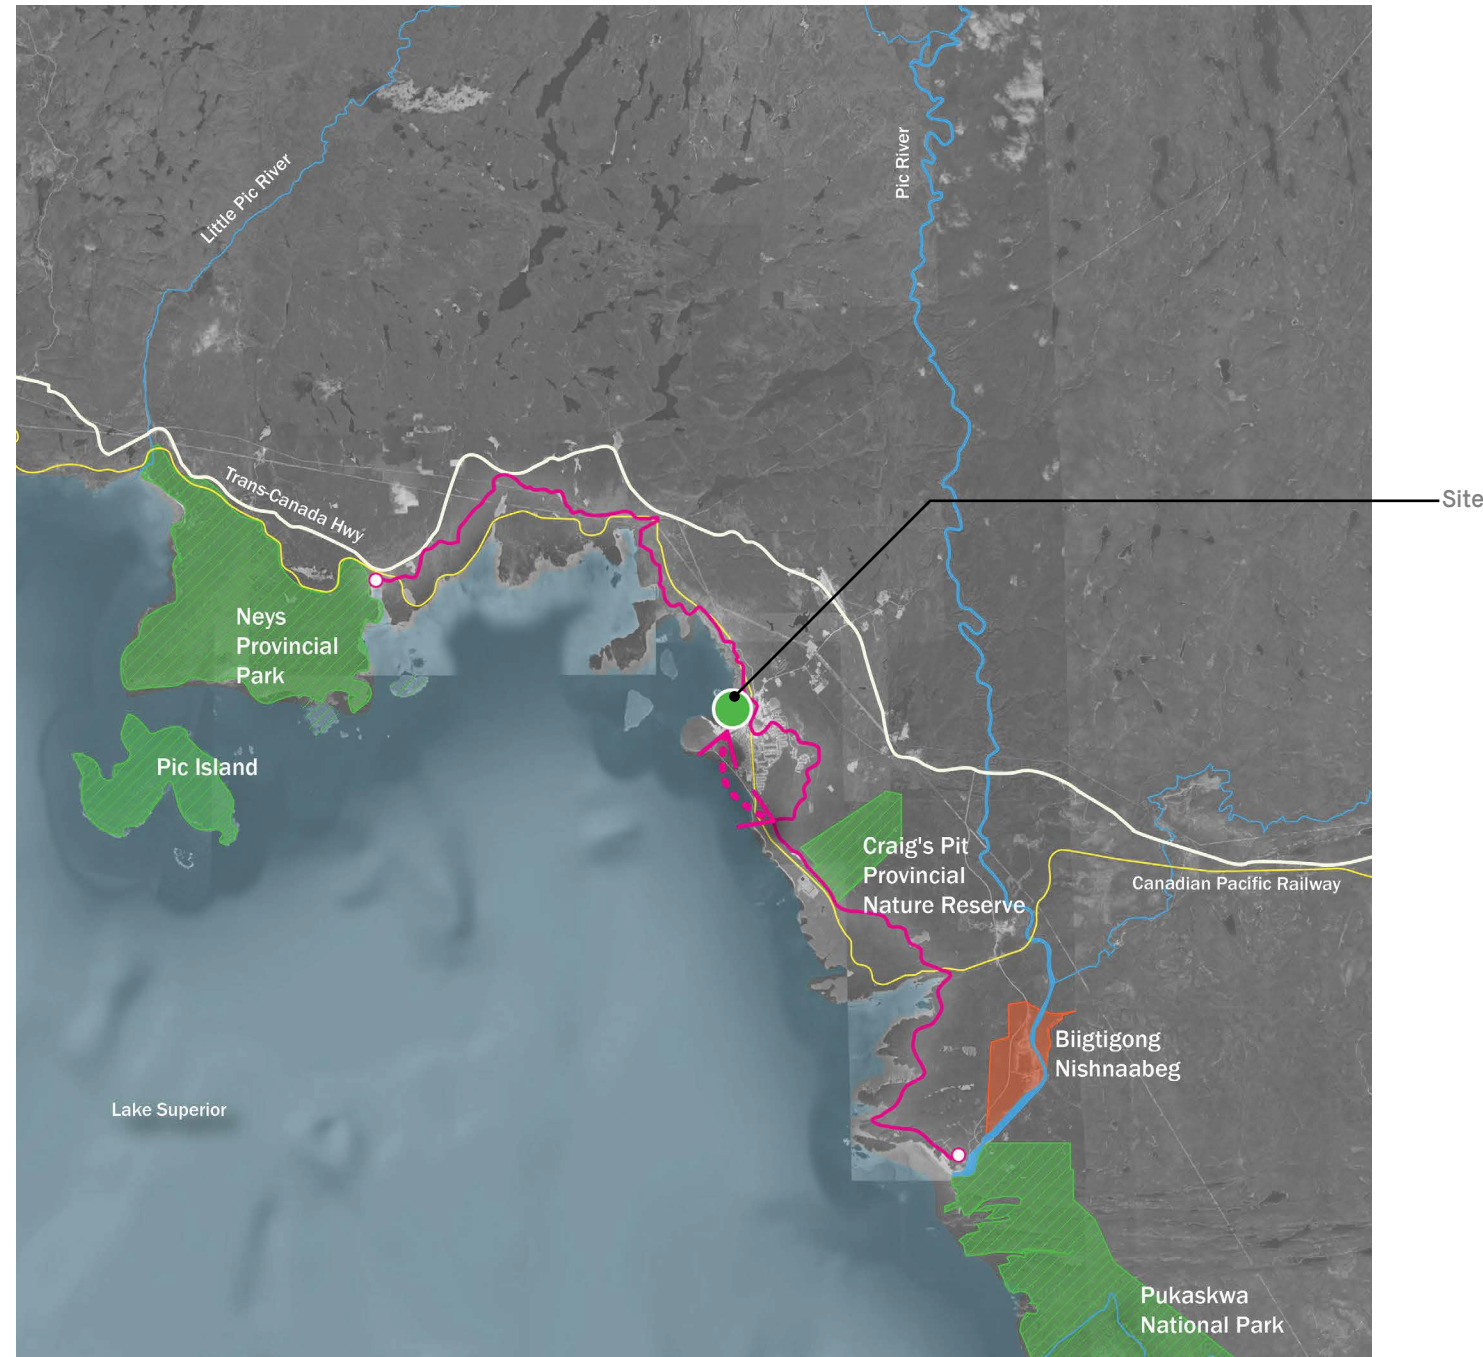 Little Pic River
Pic River
Trans-Canada Hwy
Site
Neys
Provincial
Park
Pic Island
Craig's Pit
Provincial
Nature Reserve
Canadian Pacific Railway
Biigtigong
Nishnaabeg
Lake Superior
Pukaskwa
National Park